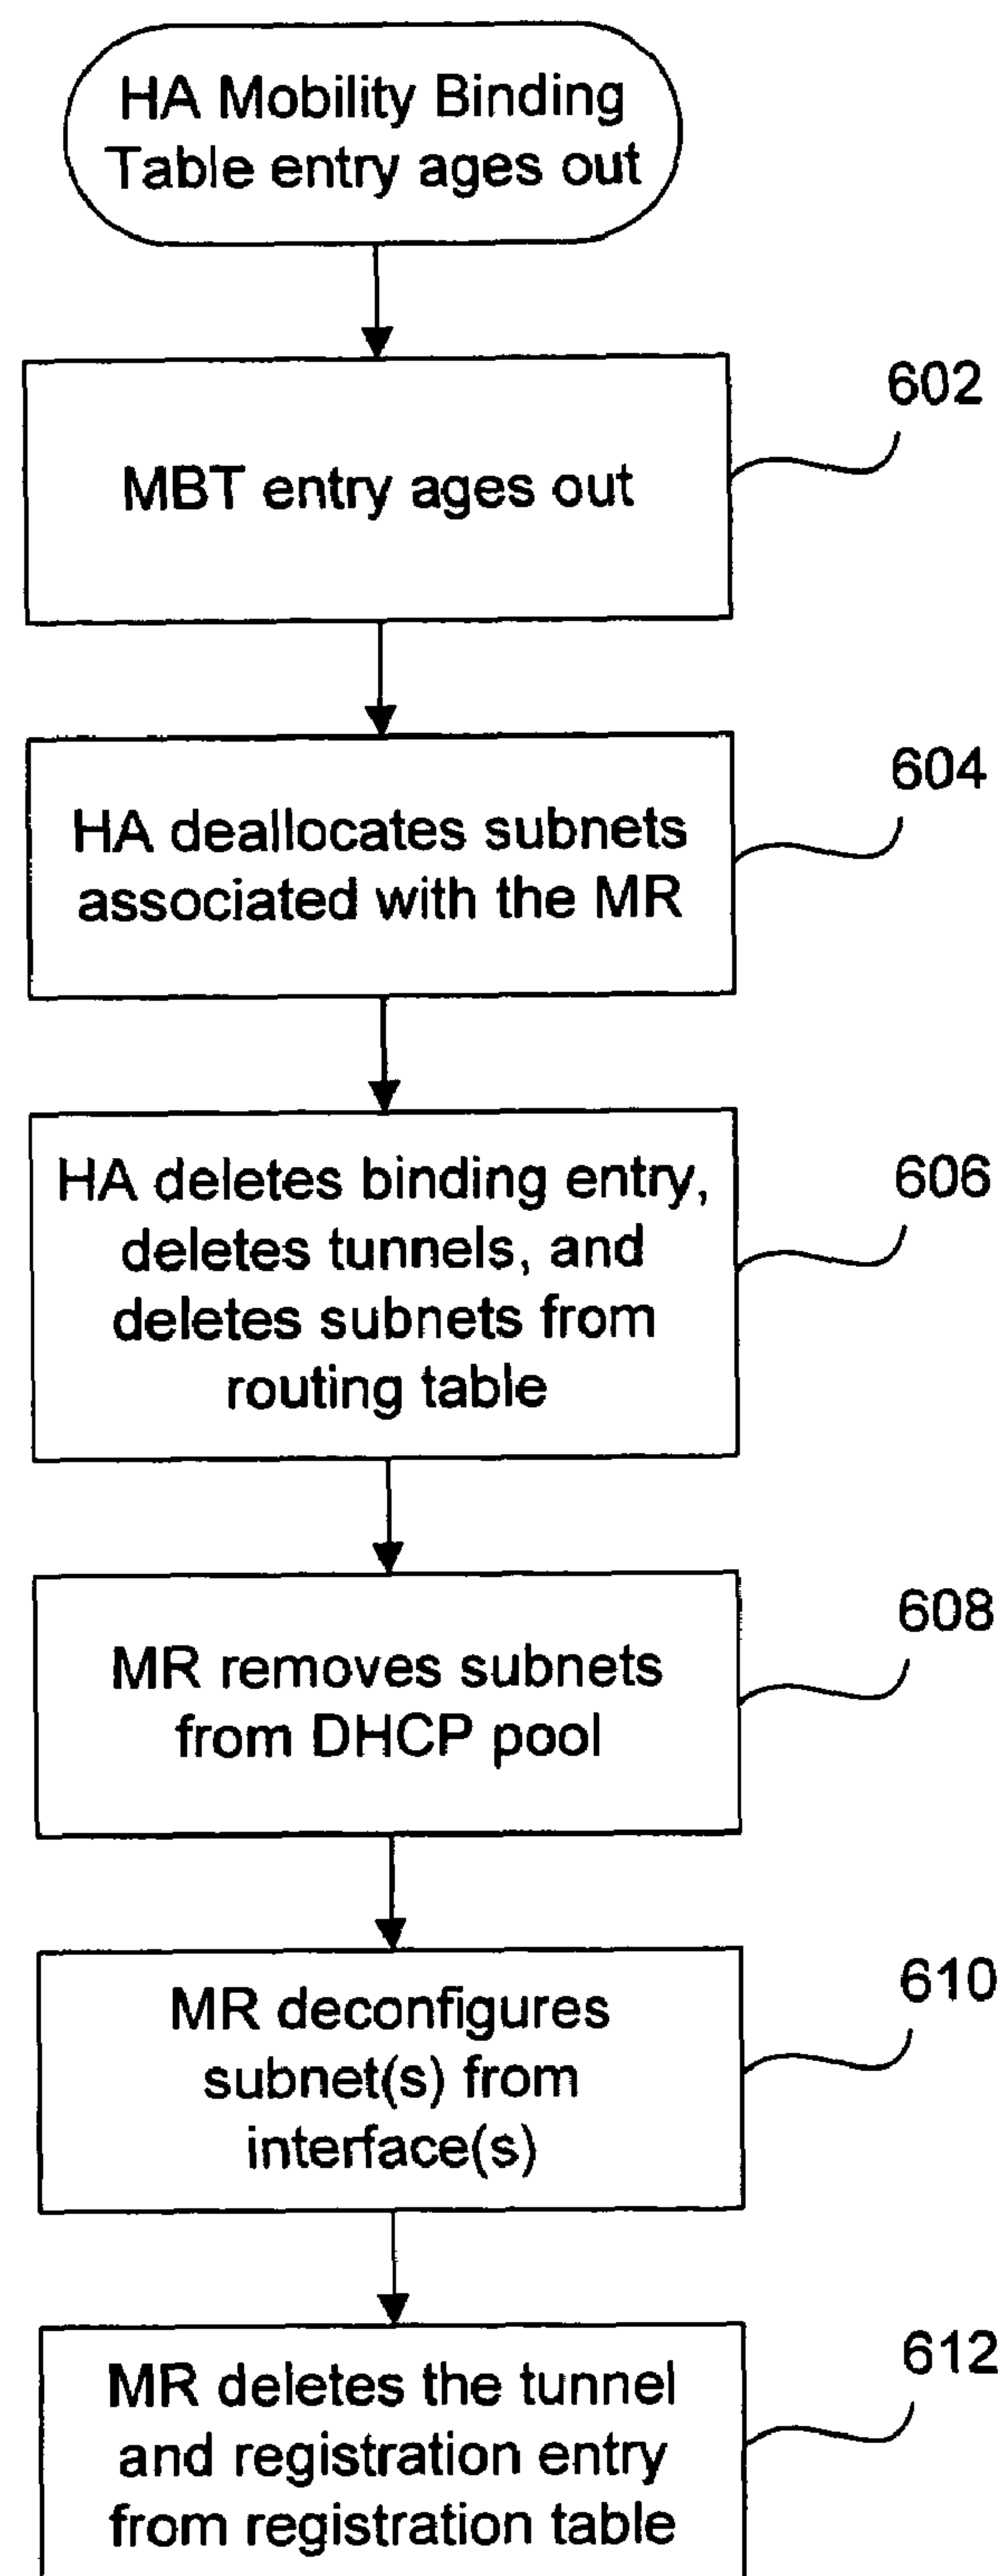 HA Mobility Binding
Table entry ages out
602
MBT entry ages out
604
HA deallocates subnets
associated with the MR
606
HA deletes binding entry,
deletes tunnels, and
deletes subnets from
routing table
608
MR removes subnets
from DHCP pool
610
MR deconfigures
subnet(s) from
interface(s)
612
MR deletes the tunnel
and registration entry
from registration table